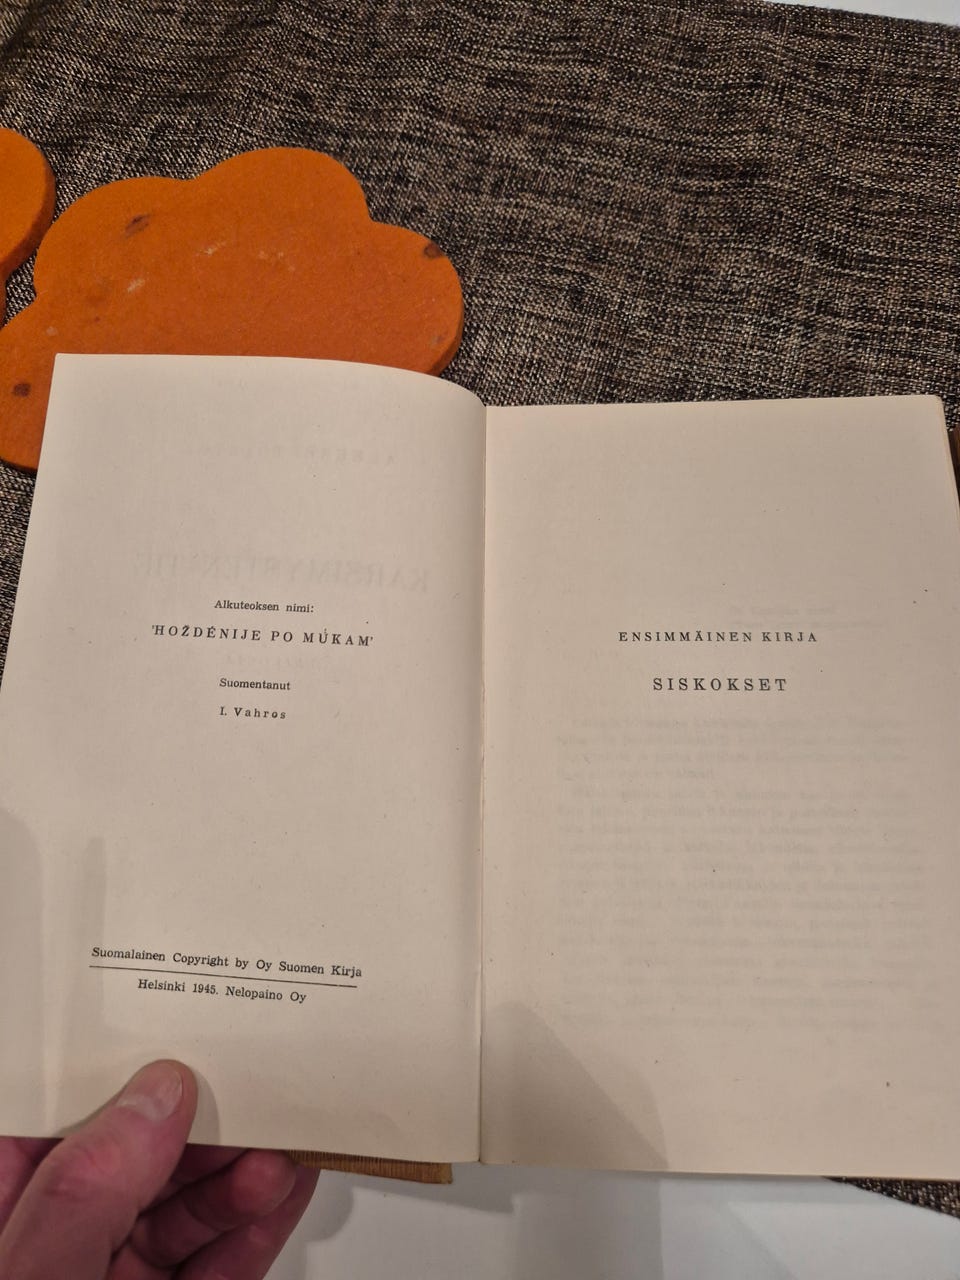 Alkuteoksen nimi:
'HOŽDÉNIJE PO MÚKAM'
Suomentanut
I. Vahros
Suomalainen Copyright by Oy Suomen Kirja
Helsinki 1945. Nelopaino Oy
ENSIMMÄINEN KIRJA
SISKOKSET